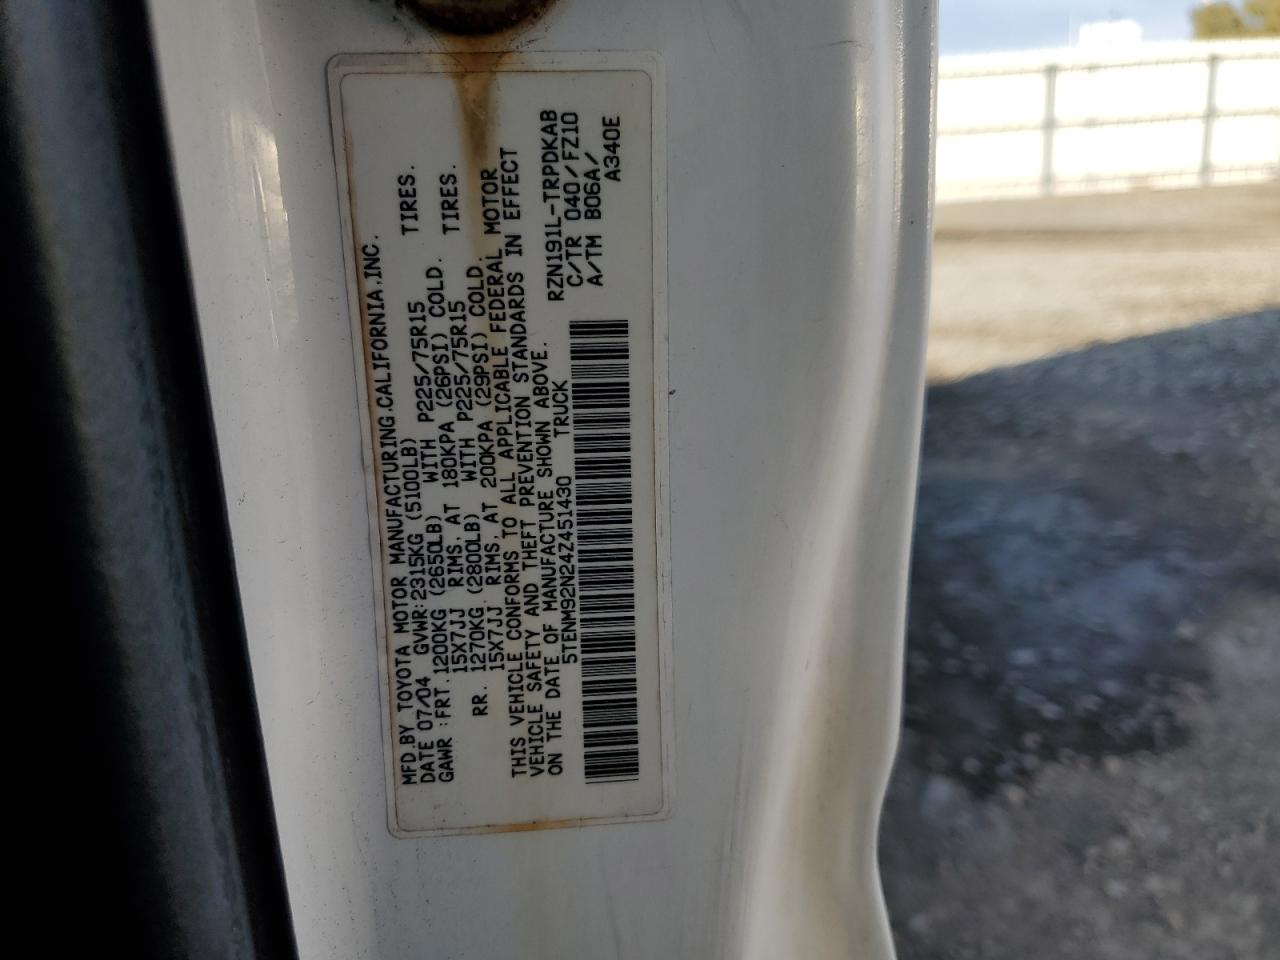 MFD.BY TOYOTA MOTOR MANUFACTURING.CALIFORNIA.INC.
DATE 07/04 GVWR:2315KG (5100LB)
GAWR :FRT.1200KG (2650LB) WITH P225/75R15 TIRES.
15X7JJ RIMS, AT 180KPA (26PSI) COLD.
RR. 1270KG (2800LB) WITH P225/75R15 TIRES.
15X7JJ RIMS, AT 200KPA (29PSI) COLD.
THIS VEHICLE CONFORMS TO ALL APPLICABLE FEDERAL MOTOR
VEHICLE SAFETY AND THEFT PREVENTION STANDARDS IN EFFECT
ON THE DATE OF MANUFACTURE SHOWN ABOVE.
5TENM92N24Z451430 TRUCK
RZN191L-TRPDKAB
C/TR 040/FZ10
A/TM B06A/
A340E